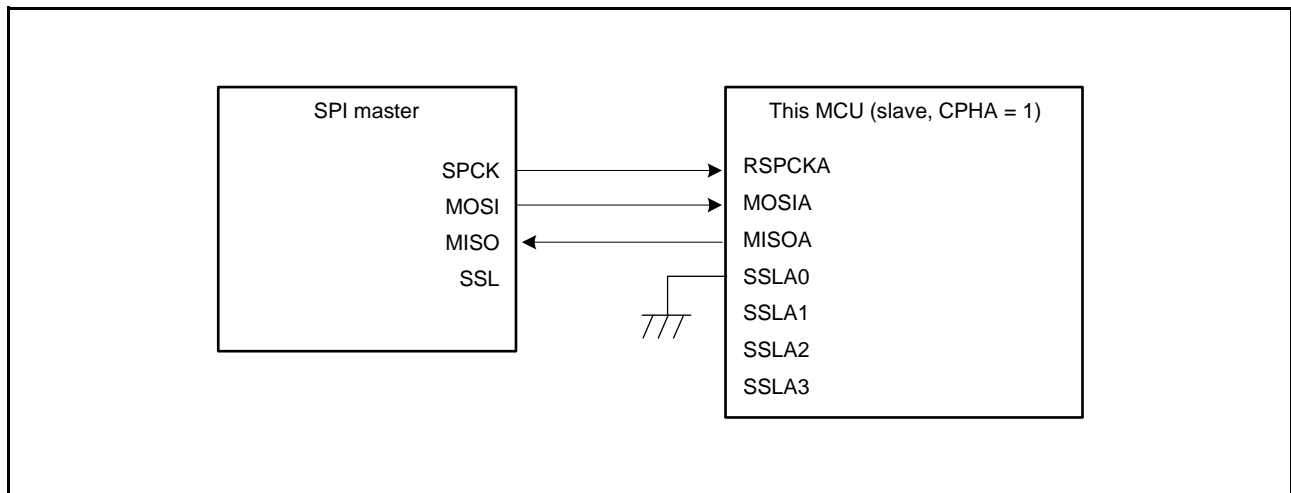 SPI master
SPCK
MOSI
MISO
SSL
This MCU (slave, CPHA = 1)
RSPCKA
MOSIA
MISOA
SSLA0
SSLA1
SSLA2
SSLA3